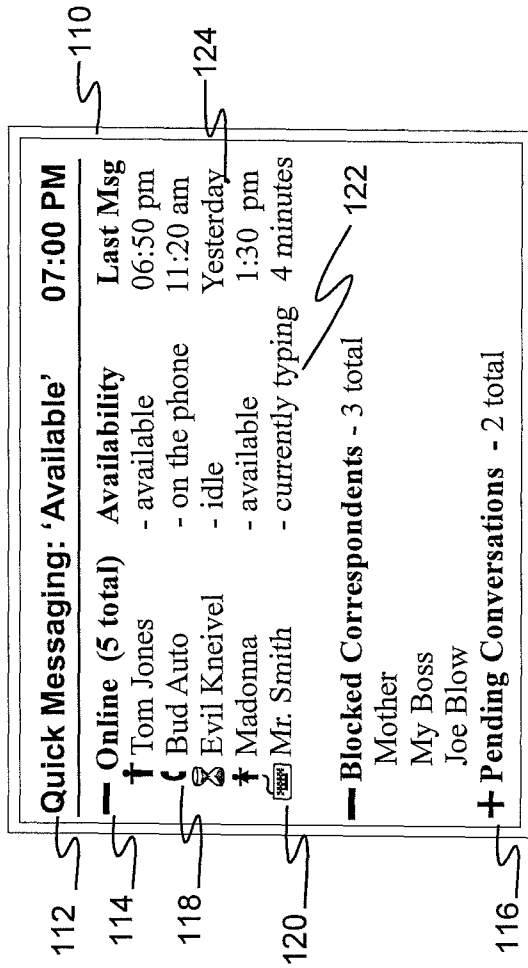 110
112 Quick Messaging: ‘Available’ 07:00 PM
114 — Online (5 total) Availability Last Msg
Tom Jones - available 06:50 pm
118 Bud Auto - on the phone 11:20 am
Evil Kneivel - idle Yesterday 124
Madonna - available 1:30 pm
120 Mr. Smith - currently typing 4 minutes
122
— Blocked Correspondents - 3 total
Mother
My Boss
Joe Blow
116 + Pending Conversations - 2 total